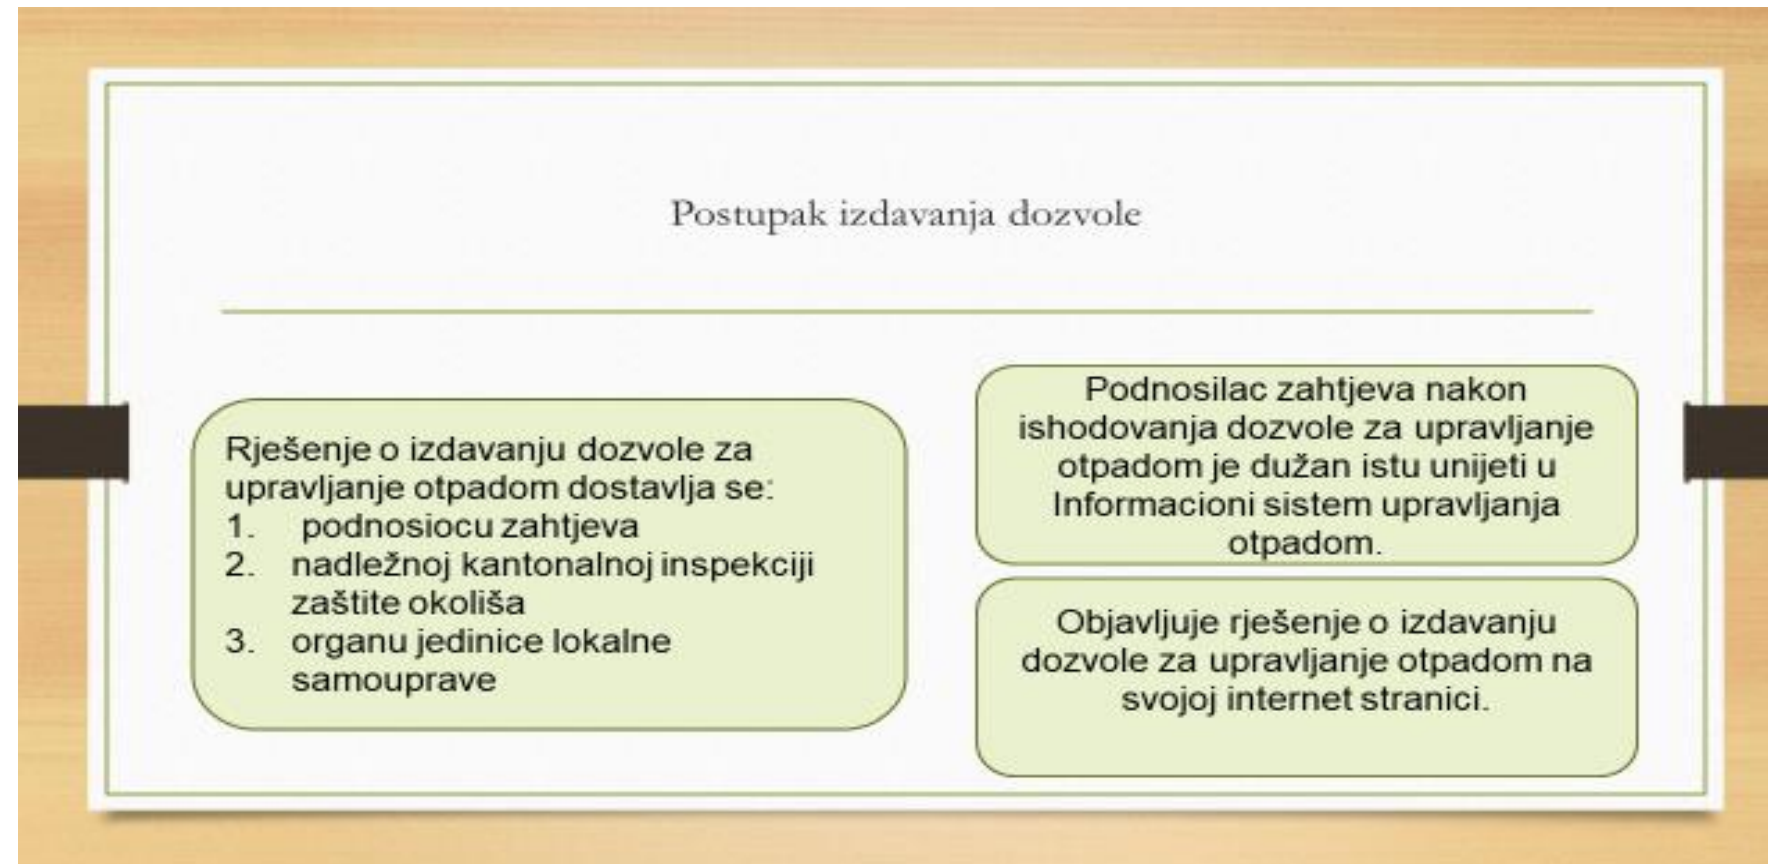 Postupak izdavanja dozvole
Rješenje o izdavanju dozvole za
upravljanje otpadom dostavlja se:
1. podnosiocu zahtjeva
2. nadležnoj kantonalnoj inspekciji
zaštite okoliša
3. organu jedinice lokalne
samouprave
Podnosilac zahtjeva nakon
ishodovanja dozvole za upravljanje
otpadom je dužan istu unijeti u
Informacioni sistem upravljanja
otpadom.
Objavljuje rješenje o izdavanju
dozvole za upravljanje otpadom na
svojoj internet stranici.